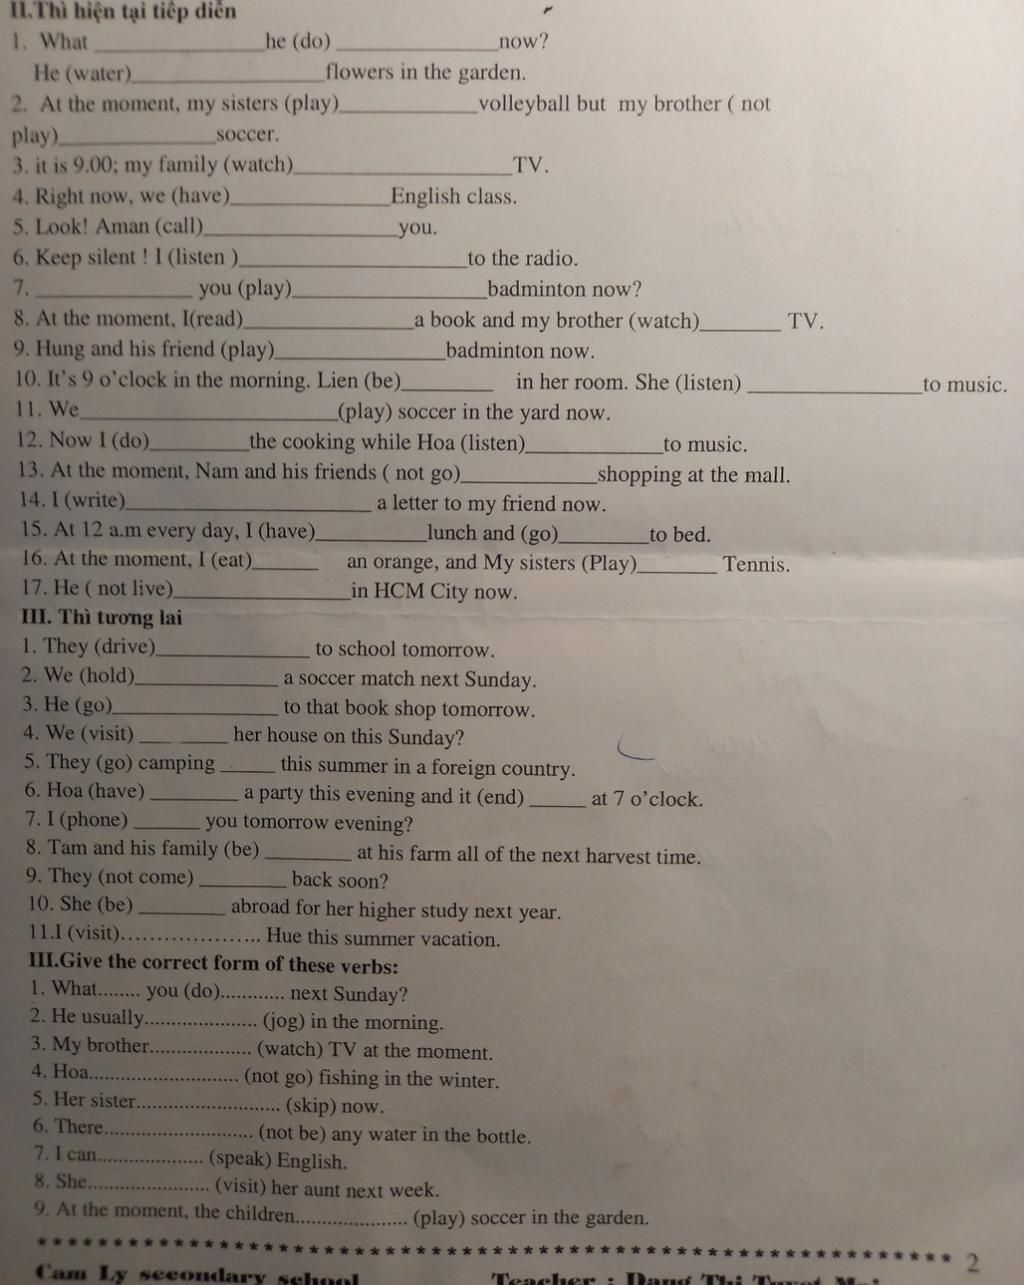 II.Thì hiện tại tiếp diễn
1. What ________________he (do) _______________now?
He (water)__________________flowers in the garden.
2. At the moment, my sisters (play)_____________volleyball but my brother ( not
play)_______________soccer.
3. it is 9.00; my family (watch)____________________TV.
4. Right now, we (have)_______________English class.
5. Look! Aman (call)__________________you.
6. Keep silent ! I (listen )_____________________to the radio.
7. _______________ you (play)__________________badminton now?
8. At the moment, I(read)________________a book and my brother (watch)________ TV.
9. Hung and his friend (play)________________badminton now.
10. It's 9 o'clock in the morning. Lien (be)_________ in her room. She (listen) ________________to music.
11. We________________________(play) soccer in the yard now.
12. Now I (do)_________the cooking while Hoa (listen)_____________to music.
13. At the moment, Nam and his friends ( not go)_____________shopping at the mall.
14. I (write)_______________________ a letter to my friend now.
15. At 12 a.m every day, I (have)__________lunch and (go)________to bed.
16. At the moment, I (eat)______ an orange, and My sisters (Play)_______ Tennis.
17. He ( not live)________________in HCM City now.
III. Thì tương lai
1. They (drive)______________ to school tomorrow.
2. We (hold)_____________ a soccer match next Sunday.
3. He (go)_______________ to that book shop tomorrow.
4. We (visit) ___ ____ her house on this Sunday?
5. They (go) camping _____ this summer in a foreign country.
6. Hoa (have) ________ a party this evening and it (end) _____ at 7 o'clock.
7. I (phone) ______ you tomorrow evening?
8. Tam and his family (be) ________ at his farm all of the next harvest time.
9. They (not come) ________ back soon?
10. She (be) ________ abroad for her higher study next year.
11.I (visit)..................... Hue this summer vacation.
III.Give the correct form of these verbs:
1. What........ you (do)............ next Sunday?
2. He usually..................... (jog) in the morning.
3. My brother................... (watch) TV at the moment.
4. Hoa............................ (not go) fishing in the winter.
5. Her sister........................... (skip) now.
6. There............................ (not be) any water in the bottle.
7. I can.................... (speak) English.
8. She....................... (visit) her aunt next week.
9. At the moment, the children..................... (play) soccer in the garden.
************************************************* 2
Cam Ly secondary school Teacher : Dang Thi Tuyet